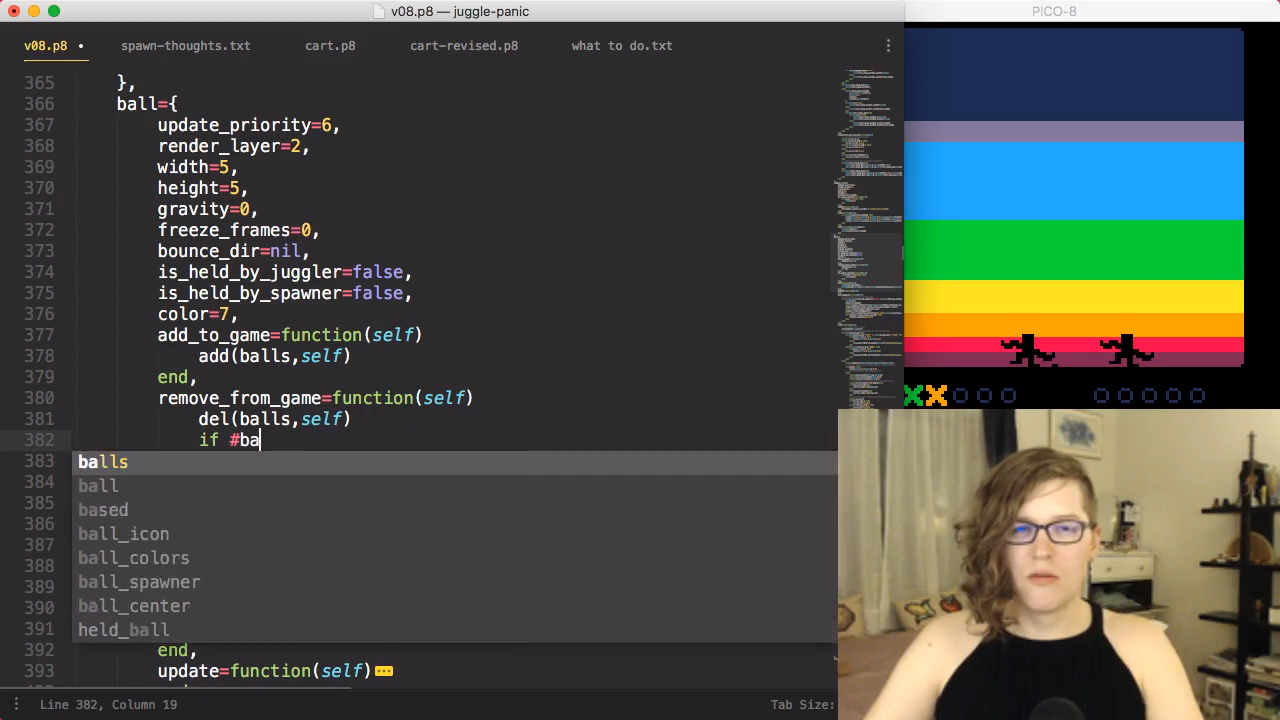 v08.p8 — juggle-panic
PICO-8
v08.p8 •
spawn-thoughts.txt
cart.p8
cart-revised.p8
what to do.txt
365 },
366 ball={
367 update_priority=6,
368 render_layer=2,
369 width=5,
370 height=5,
371 gravity=0,
372 freeze_frames=0,
373 bounce_dir=nil,
374 is_held_by_juggler=false,
375 is_held_by_spawner=false,
376 color=7,
377 add_to_game=function(self)
378 add(balls,self)
379 end,
380 remove_from_game=function(self)
381 del(balls,self)
382 if #ba
383 balls
384 ball
385 based
386 ball_icon
387 ball_colors
388 ball_spawner
389
390 ball_center
391 held_ball
392 end,
393 update=function(self)
Line 382, Column 19
Tab Size: